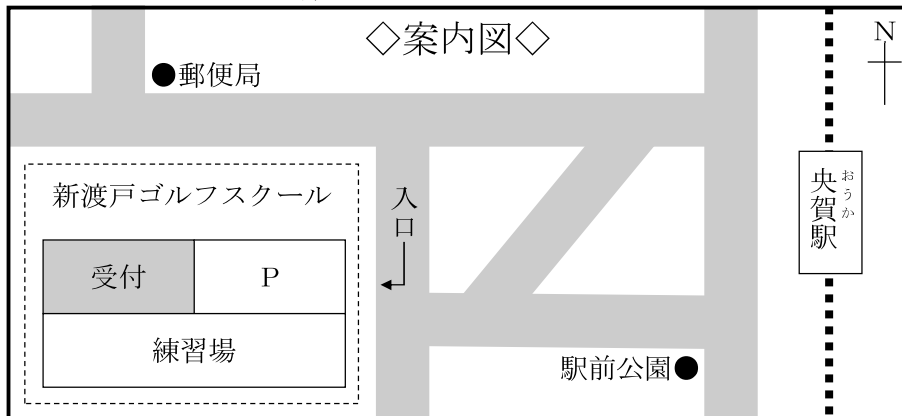 ◇案内図◇
N
●郵便局
新渡戸ゴルフスクール
入口
受付
P
練習場
央賀駅
おうか
駅前公園●